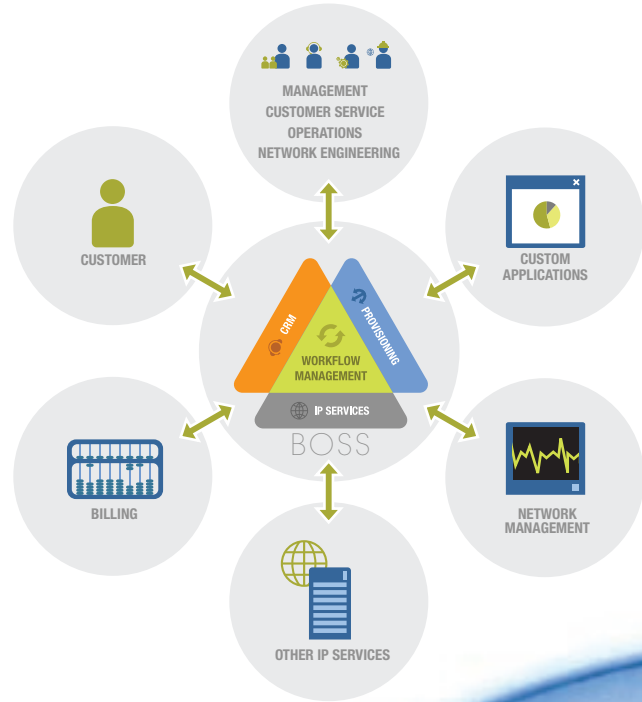 MANAGEMENT
CUSTOMER SERVICE
OPERATIONS
NETWORK ENGINEERING
CUSTOMER
CUSTOM
APPLICATIONS
CRM
PROVISIONING
WORKFLOW
MANAGEMENT
IP SERVICES
BOSS
BILLING
NETWORK
MANAGEMENT
OTHER IP SERVICES